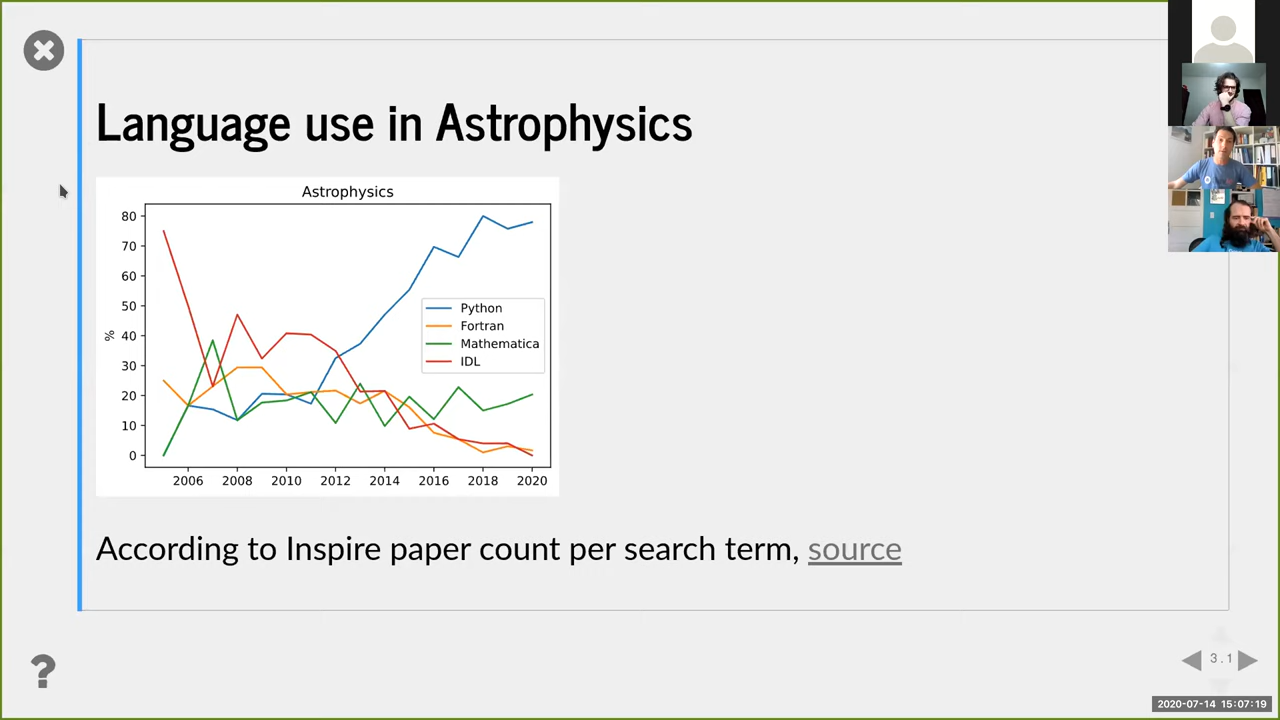 Language use in Astrophysics
Astrophysics
80
70
60
50
40
30
20
10
0
%
Python
Fortran
Mathematica
IDL
2006 2008 2010 2012 2014 2016 2018 2020
According to Inspire paper count per search term, source
?
3.1
2020-07-14 15:07:19